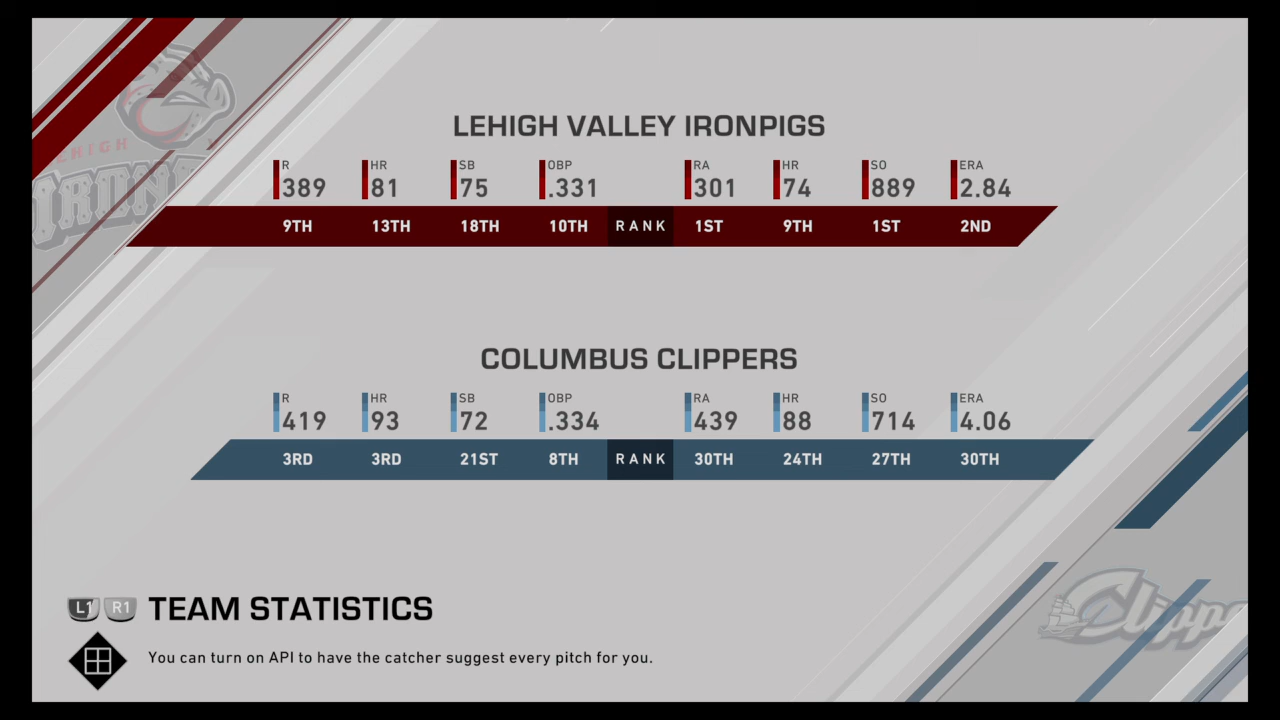 LEHIGH
IRON
LEHIGH VALLEY IRONPIGS
R HR SB OBP RA HR SO ERA
389 81 75 .331 301 74 889 2.84
9TH 13TH 18TH 10TH RANK 1ST 9TH 1ST 2ND
COLUMBUS CLIPPERS
R HR SB OBP RA HR SO ERA
419 93 72 .334 439 88 714 4.06
3RD 3RD 21ST 8TH RANK 30TH 24TH 27TH 30TH
Clippe
L1 R1 TEAM STATISTICS
You can turn on API to have the catcher suggest every pitch for you.